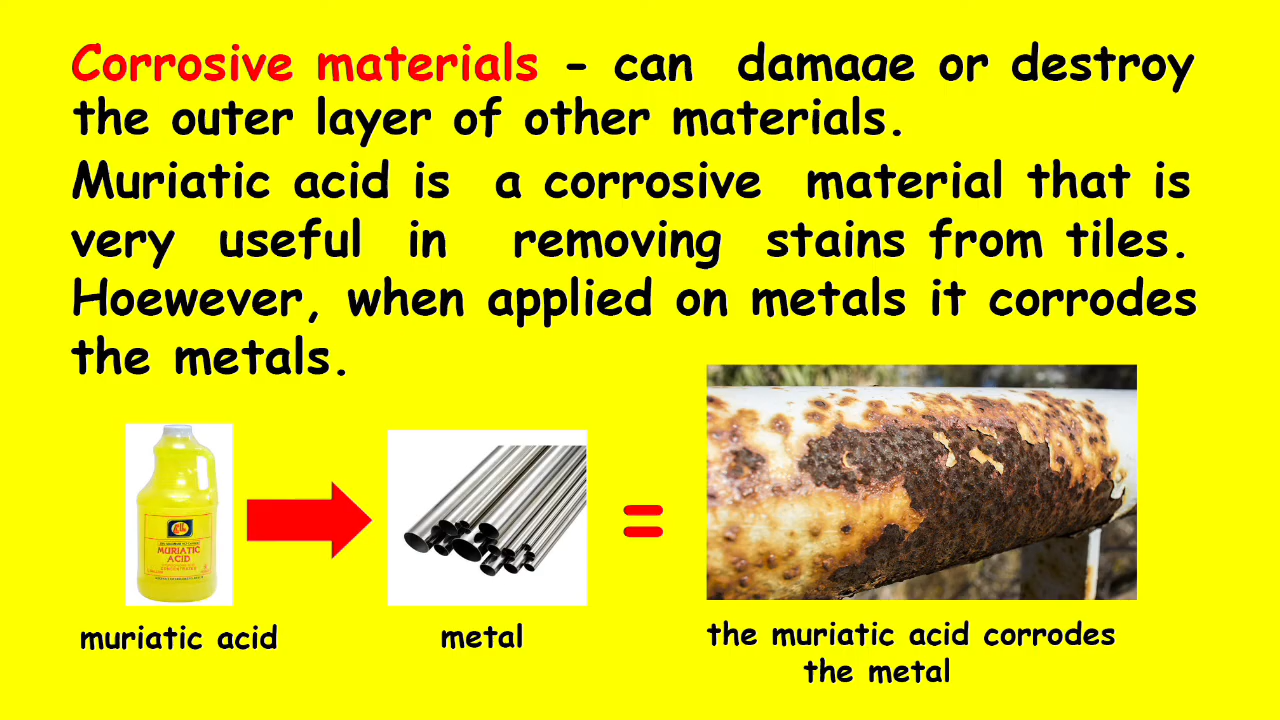 Corrosive materials - can damage or destroy
the outer layer of other materials.
Muriatic acid is a corrosive material that is
very useful in removing stains from tiles.
Hoewever, when applied on metals it corrodes
the metals.
MURIATIC
ACID
muriatic acid
metal
the muriatic acid corrodes
the metal